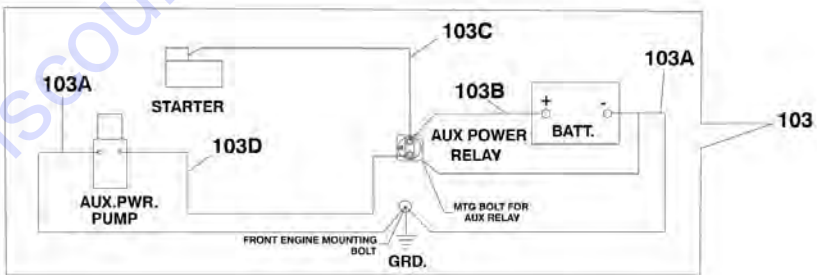 103C
103A
103A
103B
STARTER
+
-
BATT.
103
103D
AUX POWER
RELAY
AUX.PWR.
PUMP
MTG BOLT FOR
AUX RELAY
FRONT ENGINE MOUNTING
BOLT
GRD.